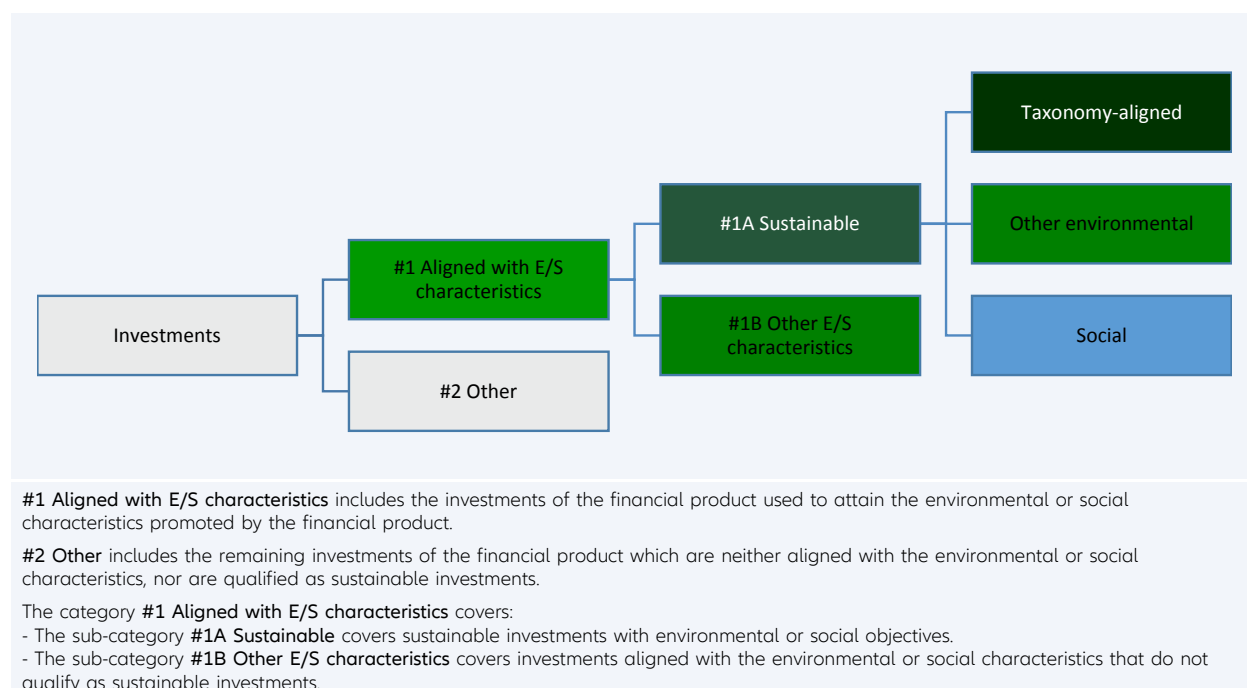 Taxonomy-aligned
#1A Sustainable
Other environmental
#1 Aligned with E/S
characteristics
Investments
#1B Other E/S
characteristics
Social
#2 Other
#1 Aligned with E/S characteristics includes the investments of the financial product used to attain the environmental or social
characteristics promoted by the financial product.
#2 Other includes the remaining investments of the financial product which are neither aligned with the environmental or social
characteristics, nor are qualified as sustainable investments.
The category #1 Aligned with E/S characteristics covers:
- The sub-category #1A Sustainable covers sustainable investments with environmental or social objectives.
- The sub-category #1B Other E/S characteristics covers investments aligned with the environmental or social characteristics that do not
qualify as sustainable investments.